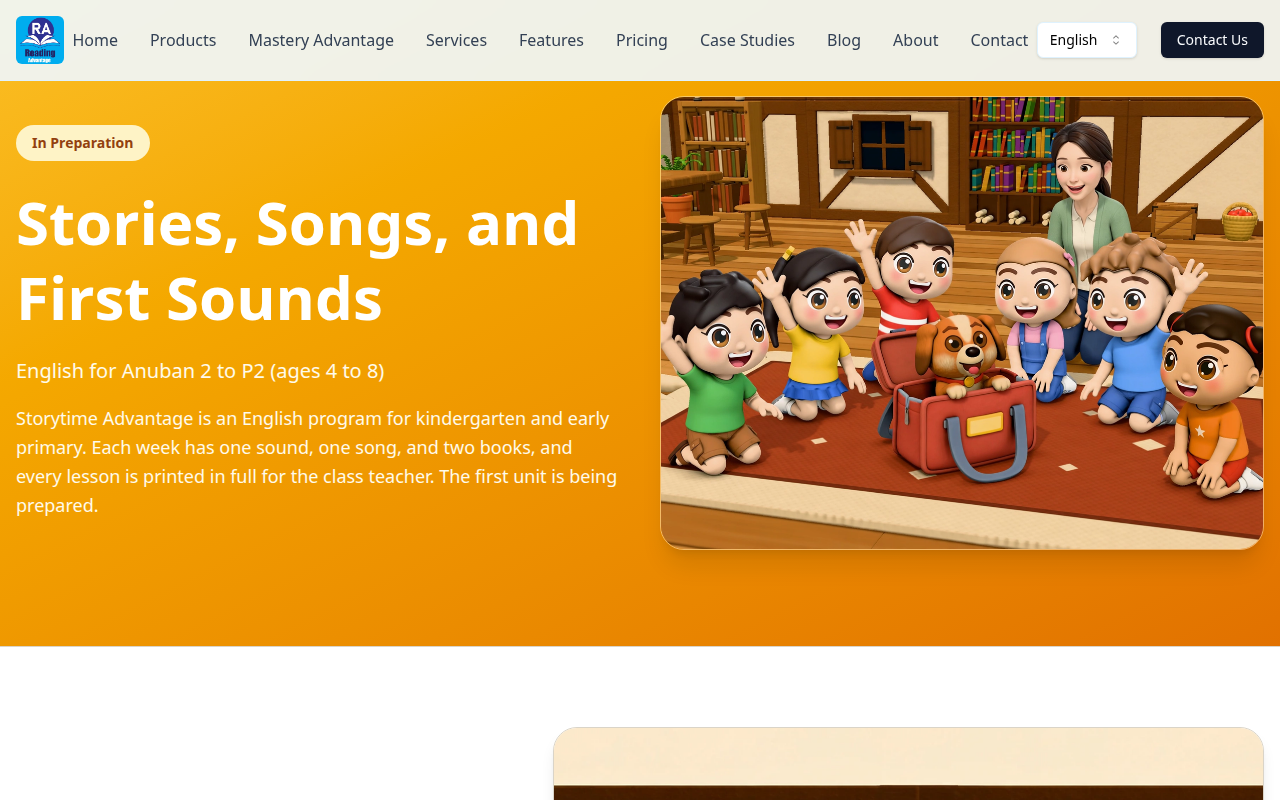 RA
Reading
Advantage
Home
Products
Mastery Advantage
Services
Features
Pricing
Case Studies
Blog
About
Contact
English
Contact Us
In Preparation
Stories, Songs, and
First Sounds
English for Anuban 2 to P2 (ages 4 to 8)
Storytime Advantage is an English program for kindergarten and early
primary. Each week has one sound, one song, and two books, and
every lesson is printed in full for the class teacher. The first unit is being
prepared.